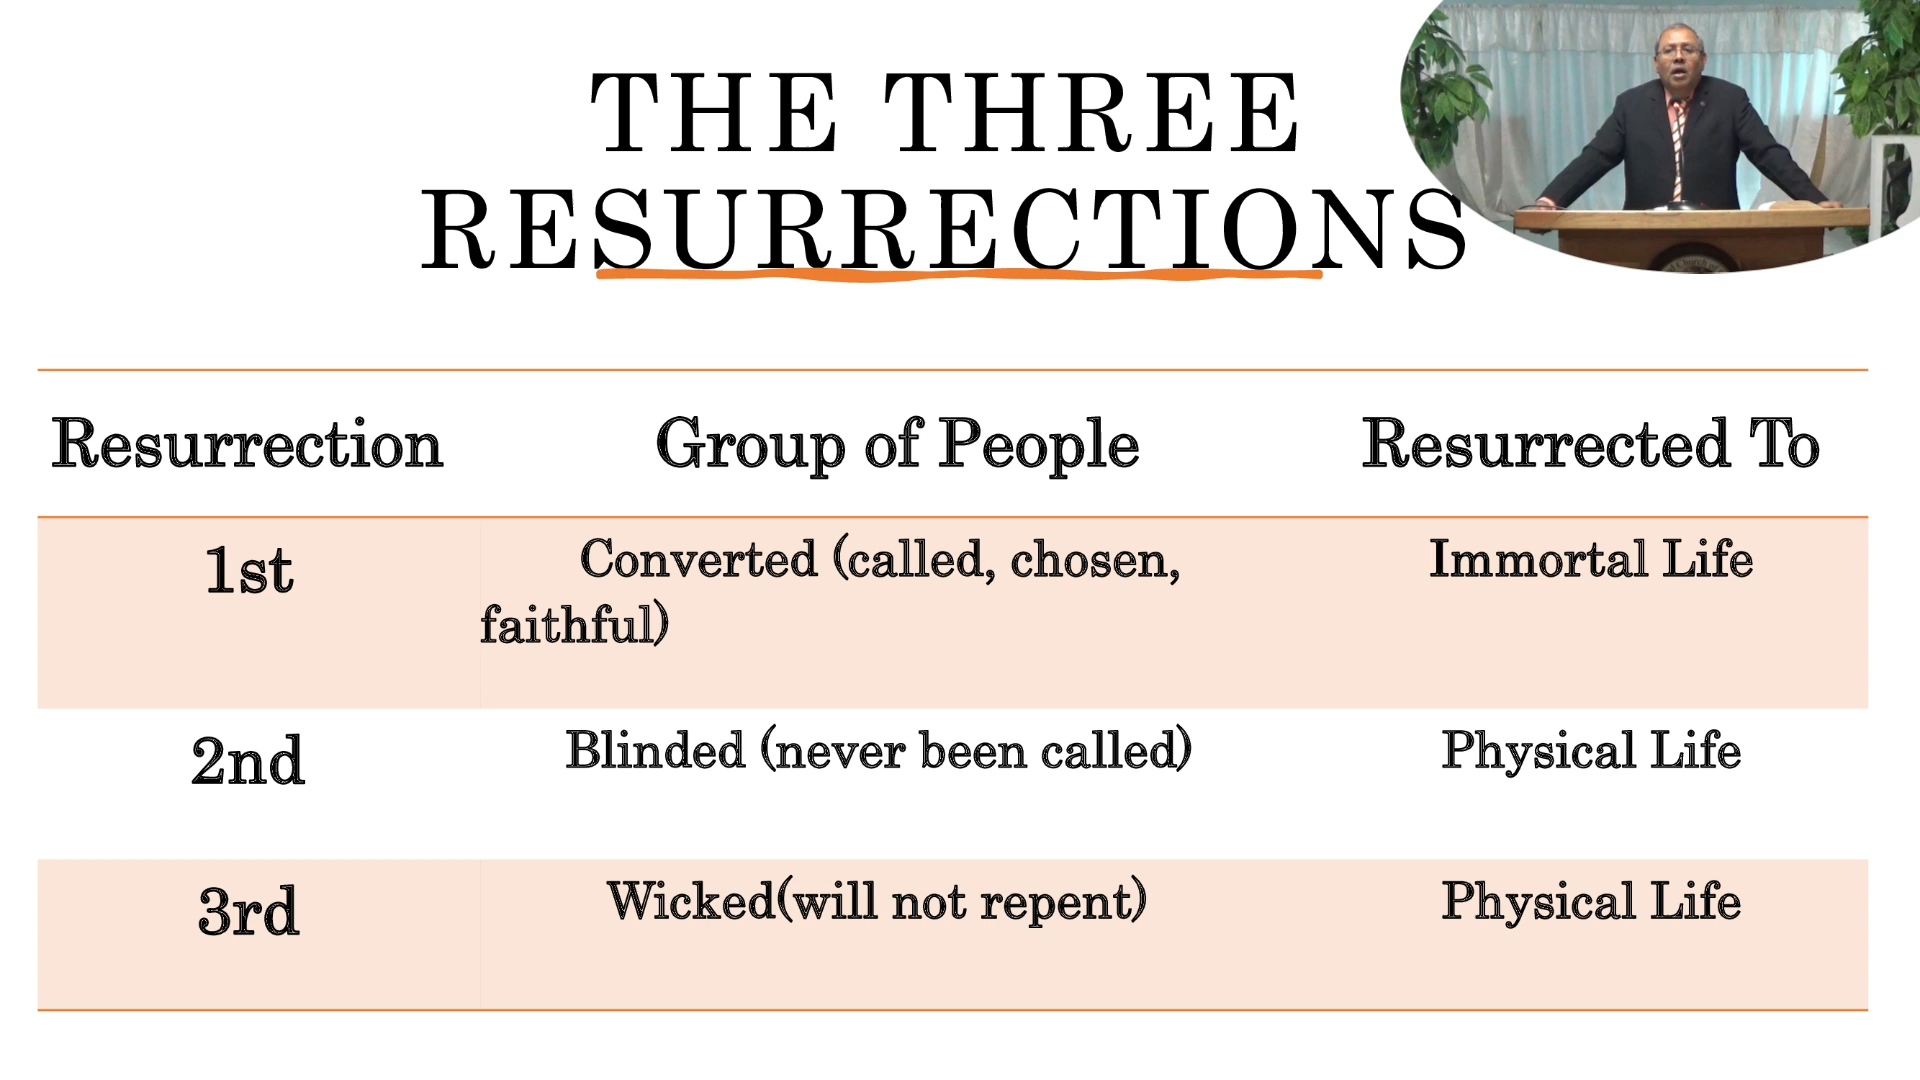 THE THREE
RESURRECTIONS
Resurrection Group of People Resurrected To
1st Converted (called, chosen, Immortal Life
faithful)
2nd Blinded (never been called) Physical Life
3rd Wicked(will not repent) Physical Life